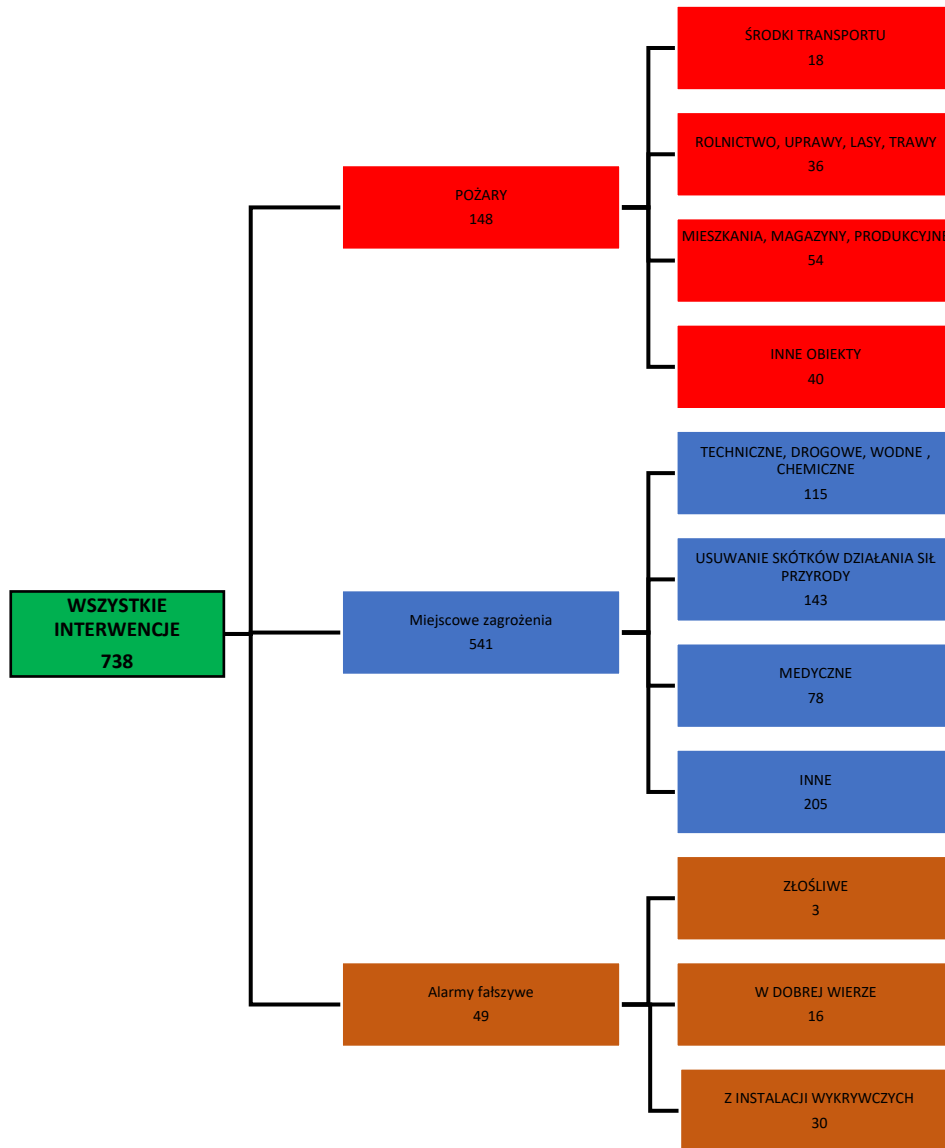 WSZYSTKIE
INTERWENCJE
738
POŻARY
148
ŚRODKI TRANSPORTU
18
ROLNICTWO, UPRAWY, LASY, TRAWY
36
MIESZKANIA, MAGAZYNY, PRODUKCYJNE
54
INNE OBIEKTY
40
Miejscowe zagrożenia
541
TECHNICZNE, DROGOWE, WODNE ,
CHEMICZNE
115
USUWANIE SKÓTKÓW DZIAŁANIA SIŁ
PRZYRODY
143
MEDYCZNE
78
INNE
205
Alarmy fałszywe
49
ZŁOŚLIWE
3
W DOBREJ WIERZE
16
Z INSTALACJI WYKRYWCZYCH
30